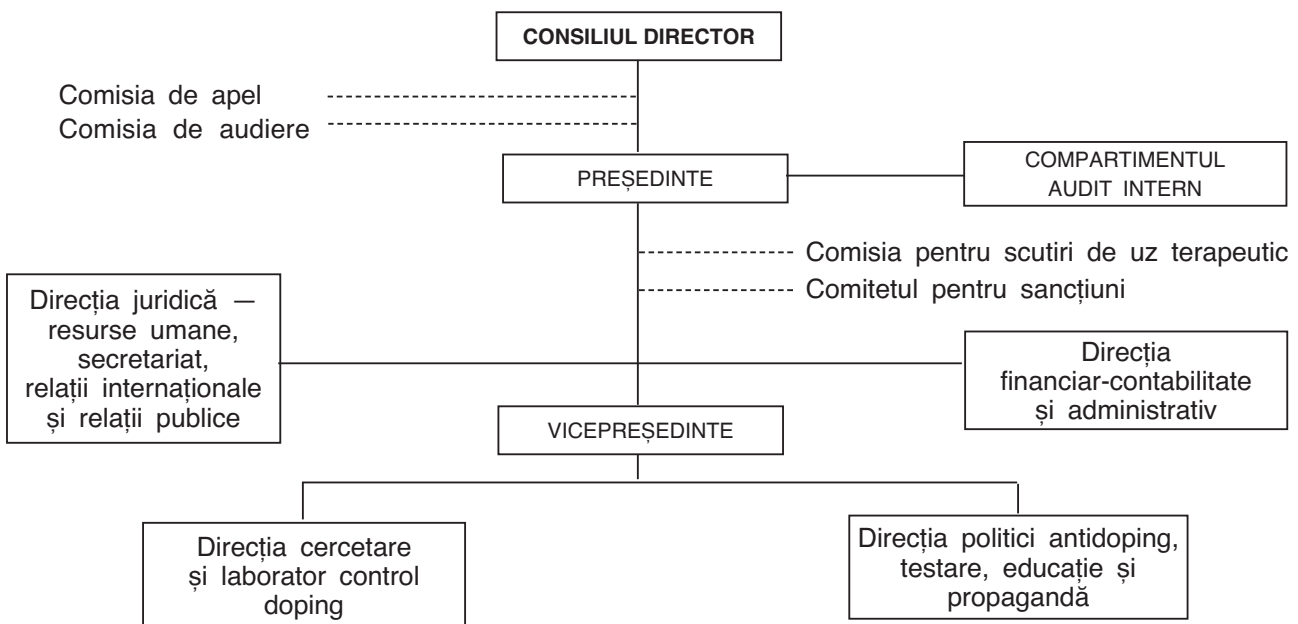 CONSILIUL DIRECTOR
Comisia de apel
Comisia de audiere
PREȘEDINTE
COMPARTIMENTUL
AUDIT INTERN
Comisia pentru scutiri de uz terapeutic
Comitetul pentru sancțiuni
Direcția juridică —
resurse umane,
secretariat,
relații internaționale
și relații publice
Direcția
financiar-contabilitate
și administrativ
VICEPREȘEDINTE
Direcția cercetare
și laborator control
doping
Direcția politici antidoping,
testare, educație și
propagandă